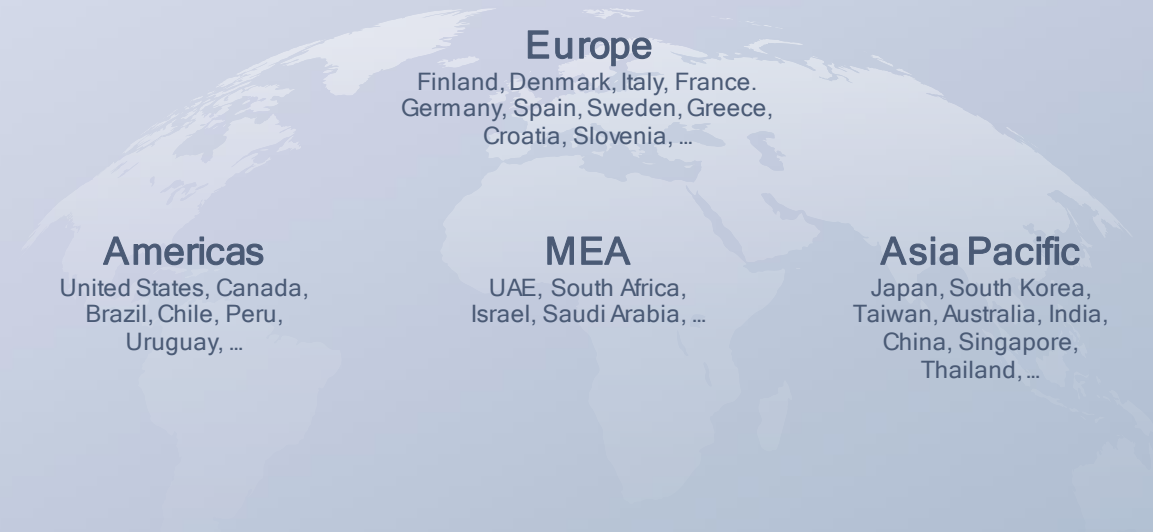 Europe
Finland, Denmark, Italy, France.
Germany, Spain, Sweden, Greece,
Croatia, Slovenia, ...
Americas
United States, Canada,
Brazil, Chile, Peru,
Uruguay, ...
MEA
UAE, South Africa,
Israel, Saudi Arabia, ...
Asia Pacific
Japan, South Korea,
Taiwan, Australia, India,
China, Singapore,
Thailand, ...